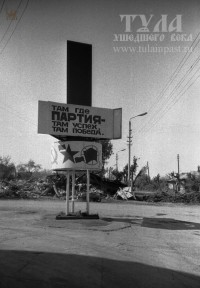 ТУЛА
УШЕДШЕГО ВЕКА
www.tulampast.ru
ТАМ ГДЕ
ПАРТИЯ-
ТАМ УСПЕХ,
ТАМ ПОБЕДА.